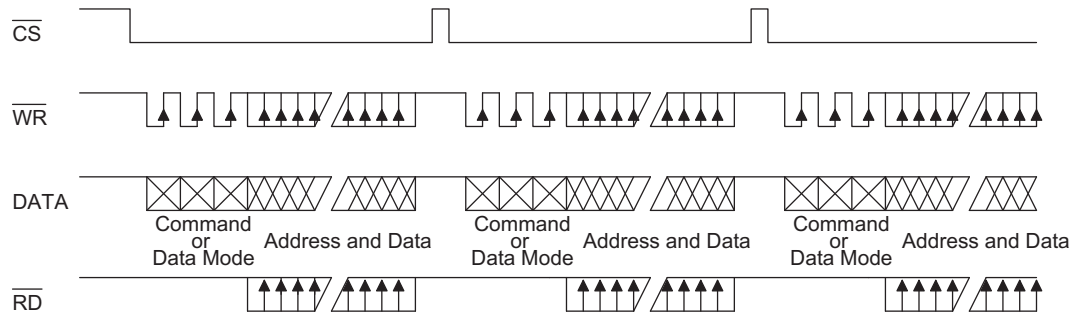 CS
WR
DATA
Command
or
Data Mode
Address and Data
Command
or
Data Mode
Address and Data
Command
or
Data Mode
Address and Data
RD